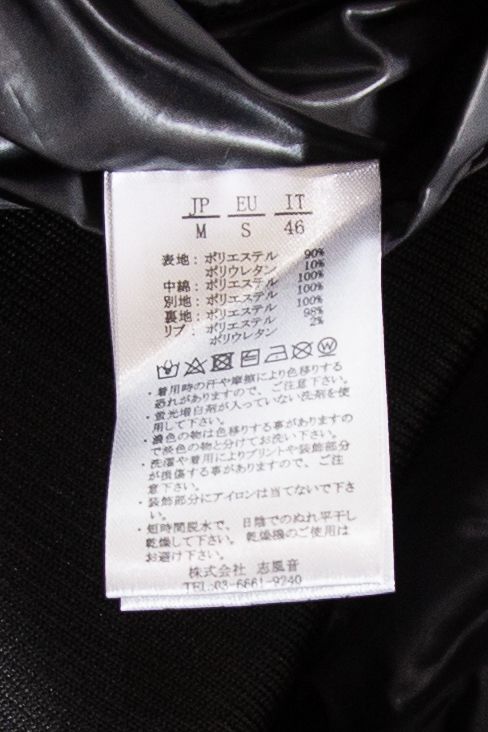 JP EU IT
M S 46
表地：ポリエステル 90%
ポリウレタン 10%
中綿：ポリエステル 100%
別地：ポリエステル 100%
裏地：ポリエステル 100%
リブ：ポリエステル 98%
ポリウレタン 2%
・着用時の汗や摩擦により色移りする
恐れがありますので、ご注意下さい。
・蛍光増白剤が入っていない洗剤を使
用して下さい。
・濃色の物は色移りする事があります
ので淡色の物と分けてお洗い下さい。
・洗濯や着用によりプリントや装飾部分
が損傷する事がありますので、ご注
意下さい。
・装飾部分にアイロンは当てないで下さ
い。
・短時間脱水で、日陰でのぬれ平干し
乾燥して下さい。乾燥機のご使用は
お避け下さい。
株式会社 志風音
TEL:03-6661-9240